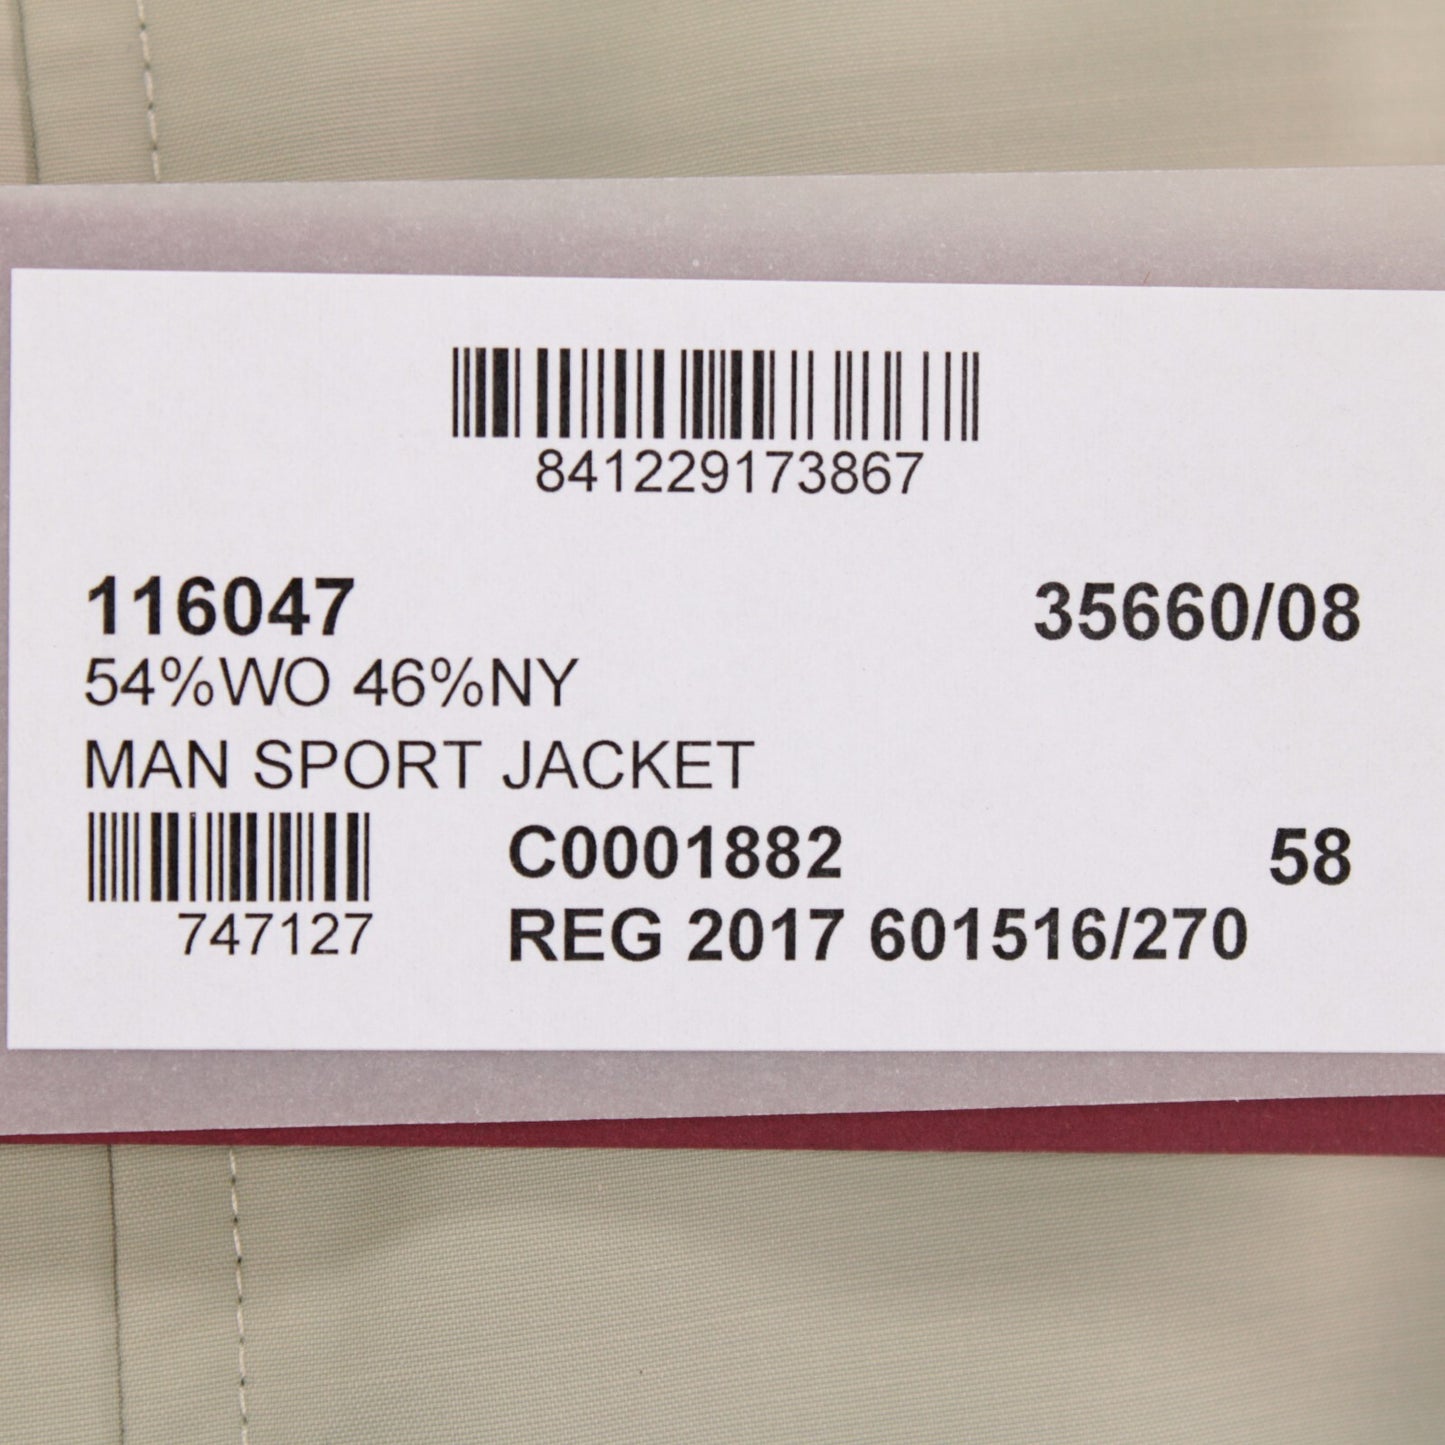 841229173867
116047 35660/08
54%WO 46%NY
MAN SPORT JACKET
C0001882 58
747127 REG 2017 601516/270